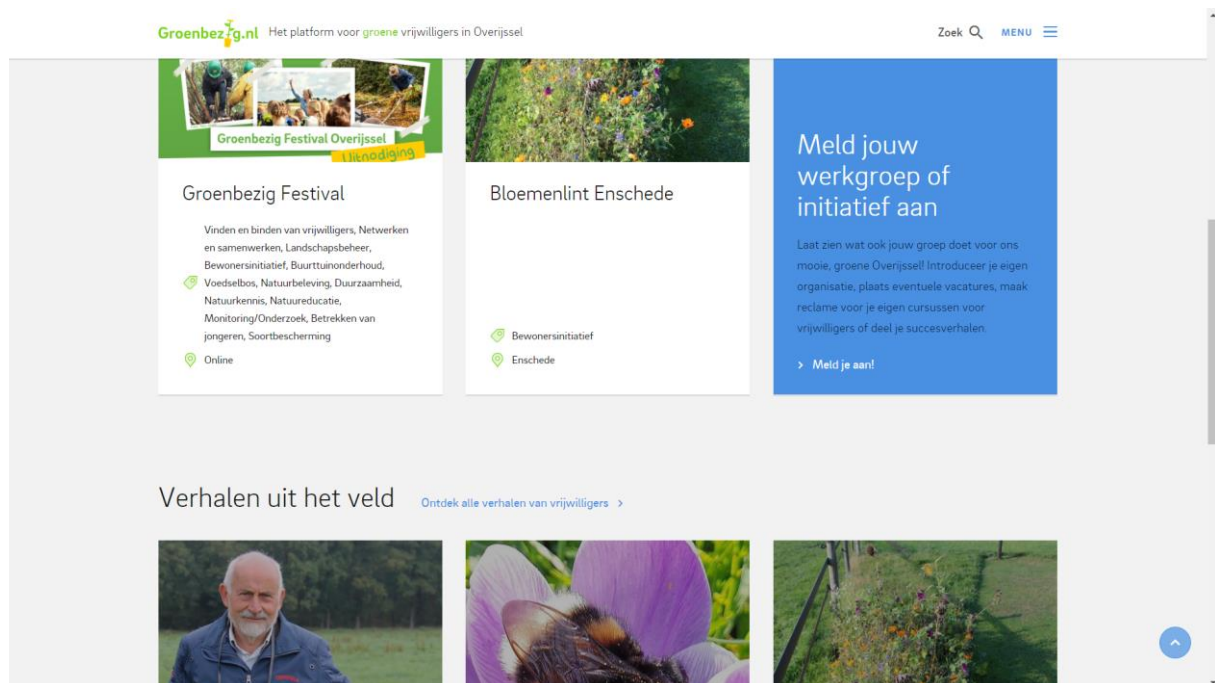 Groenbezig.nl Het platform voor groene vrijwilligers in Overijssel
Zoek MENU
Groenbezig Festival Overijssel
Uitnodiging
Groenbezig Festival
Vinden en binden van vrijwilligers, Netwerken
en samenwerken, Landschapsbeheer,
Bewonersinitiatief, Buurttuinonderhoud,
Voedselbos, Natuurbeleving, Duurzaamheid,
Natuurkennis, Natuureducatie,
Monitoring/Onderzoek, Betrekken van
jongeren, Soortbescherming
Online
Bloemenlint Enschede
Bewonersinitiatief
Enschede
Meld jouw
werkgroep of
initiatief aan
Laat zien wat ook jouw groep doet voor ons
mooie, groene Overijssel! Introduceer je eigen
organisatie, plaats eventuele vacatures, maak
reclame voor je eigen cursussen voor
vrijwilligers of deel je succesverhalen.
> Meld je aan!
Verhalen uit het veld
Ontdek alle verhalen van vrijwilligers >